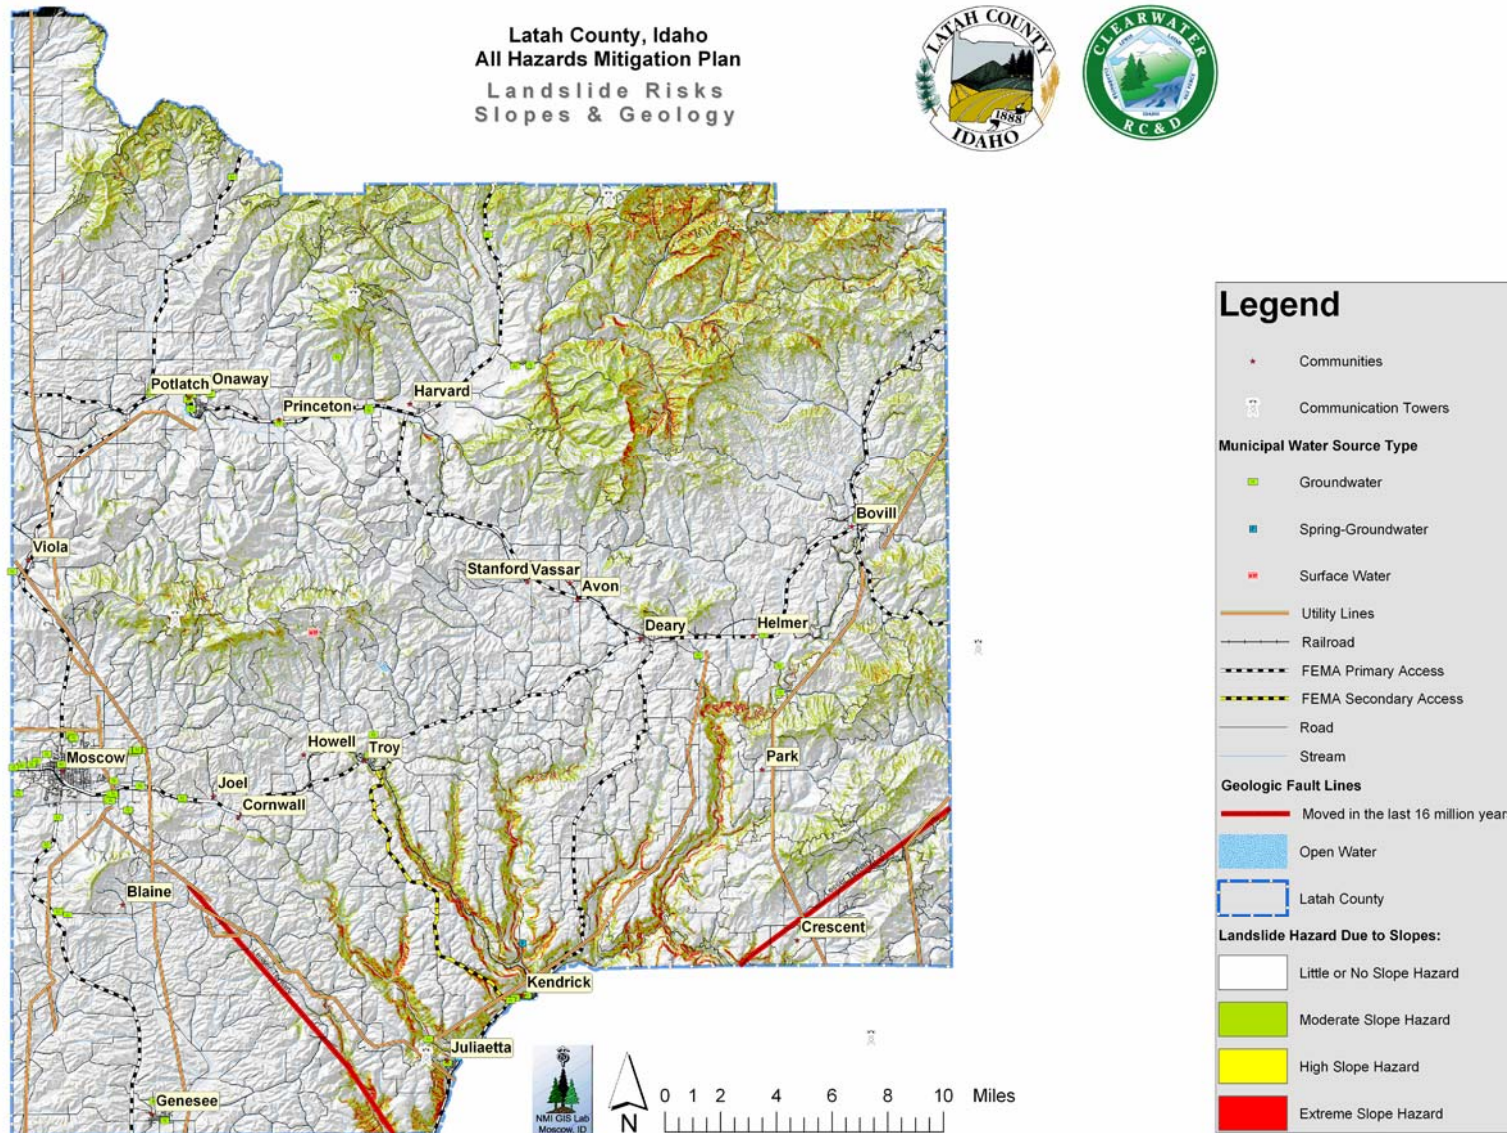 Latah County, Idaho
All Hazards Mitigation Plan
Landslide Risks
Slopes & Geology
LATAH COUNTY
1888
IDAHO
CLEARWATER
RC&D
Potlatch
Onaway
Princeton
Harvard
Bovill
Viola
Stanford
Vassar
Avon
Deary
Helmer
Howell
Troy
Moscow
Park
Joel
Cornwall
Blaine
Crescent
Kendrick
Juliaetta
Genesee
NMI GIS Lab
Moscow, ID
N
0 1 2 4 6 8 10 Miles
Legend
Communities
Communication Towers
Municipal Water Source Type
Groundwater
Spring-Groundwater
Surface Water
Utility Lines
Railroad
FEMA Primary Access
FEMA Secondary Access
Road
Stream
Geologic Fault Lines
Moved in the last 16 million year
Open Water
Latah County
Landslide Hazard Due to Slopes:
Little or No Slope Hazard
Moderate Slope Hazard
High Slope Hazard
Extreme Slope Hazard